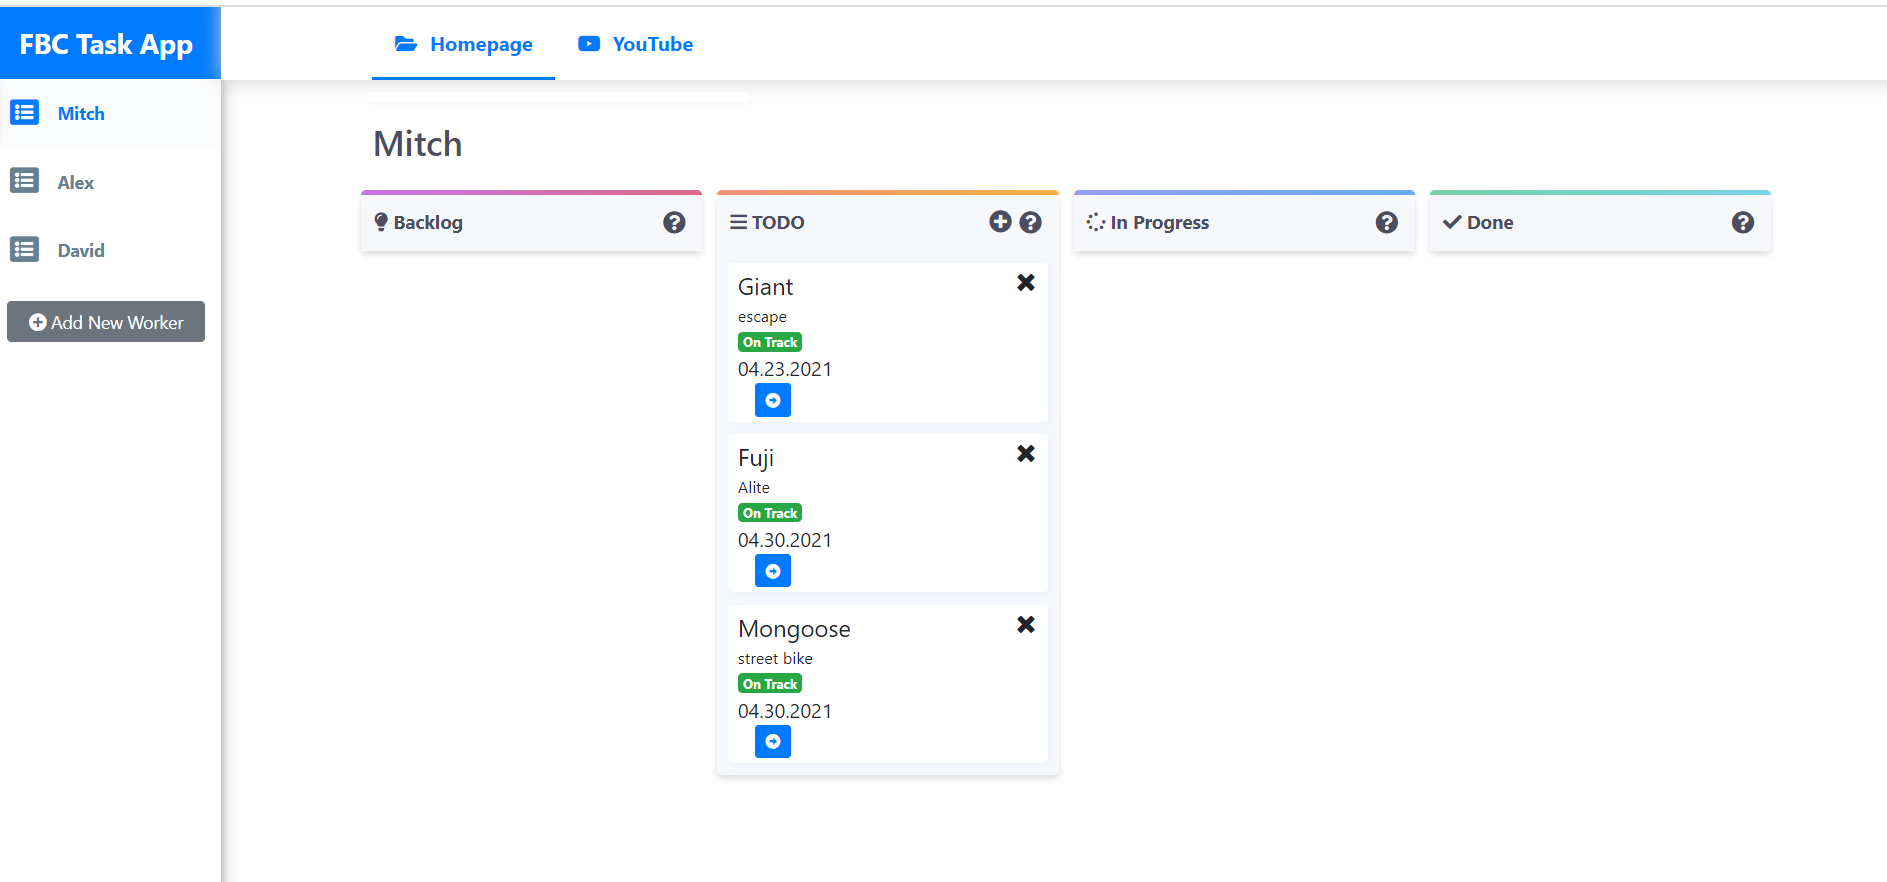 FBC Task App
Homepage
YouTube
Mitch
Alex
David
Add New Worker
Mitch
Backlog
TODO
In Progress
Done
Giant
escape
On Track
04.23.2021
Fuji
Alite
On Track
04.30.2021
Mongoose
street bike
On Track
04.30.2021